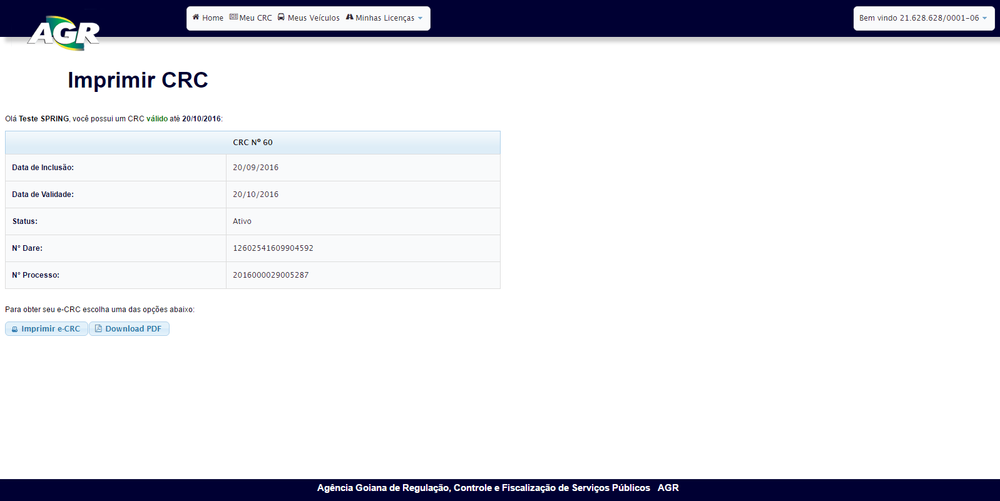 AGR
Home Meu CRC Meus Veículos Minhas Licenças
Bem vindo 21.628.628/0001-06
Imprimir CRC
Olá Teste SPRING, você possui um CRC válido até 20/10/2016:
CRC Nº 60
Data de Inclusão: 20/09/2016
Data de Validade: 20/10/2016
Status: Ativo
N° Dare: 12602541609904592
N° Processo: 2016000029005287
Para obter seu e-CRC escolha uma das opções abaixo:
Imprimir e-CRC Download PDF
Agência Goiana de Regulação, Controle e Fiscalização de Serviços Públicos AGR